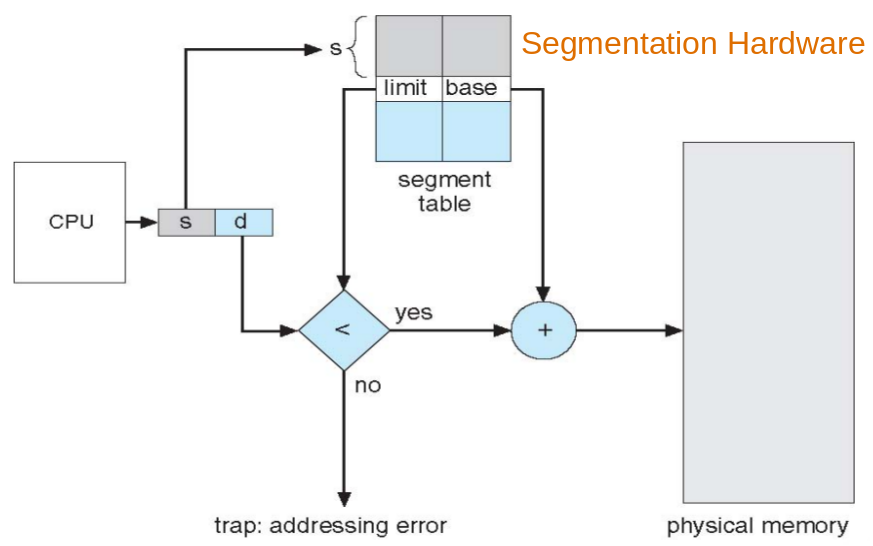 Segmentation Hardware
s
limit base
segment
table
CPU
s d
<
yes
+
no
trap: addressing error
physical memory